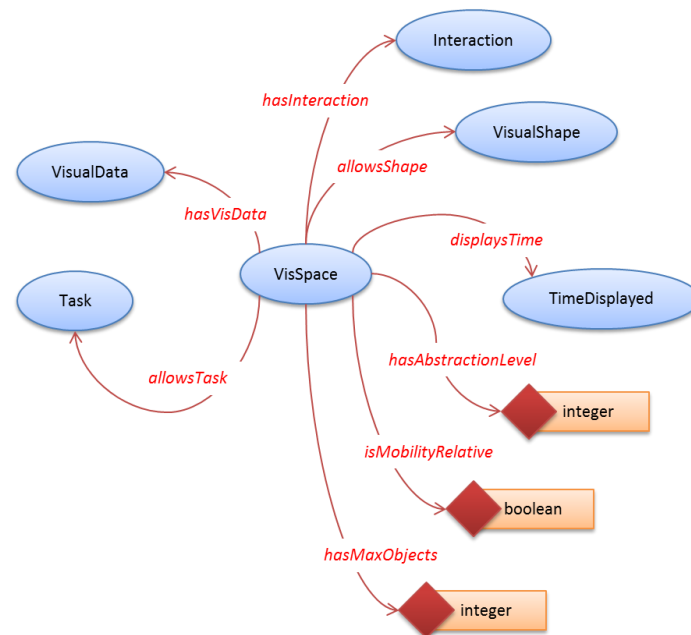 Interaction
hasInteraction
VisualShape
allowsShape
VisualData
hasVisData
displaysTime
VisSpace
Task
TimeDisplayed
hasAbstractionLevel
allowsTask
integer
isMobilityRelative
boolean
hasMaxObjects
integer